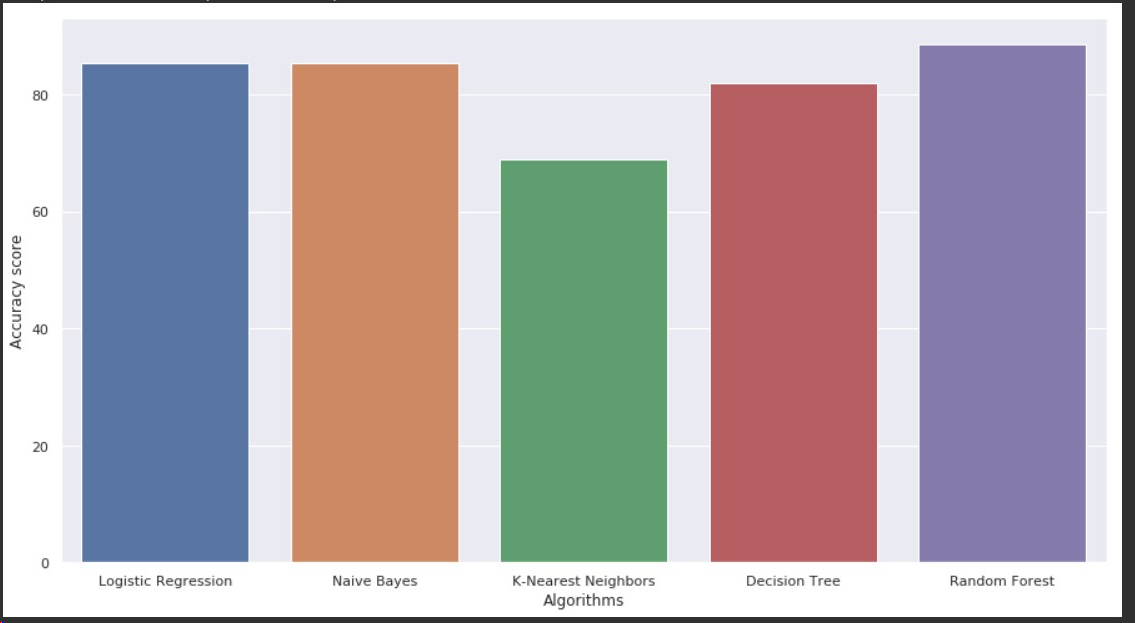 Accuracy score
80
60
40
20
0
Logistic Regression
Naive Bayes
K-Nearest Neighbors
Decision Tree
Random Forest
Algorithms